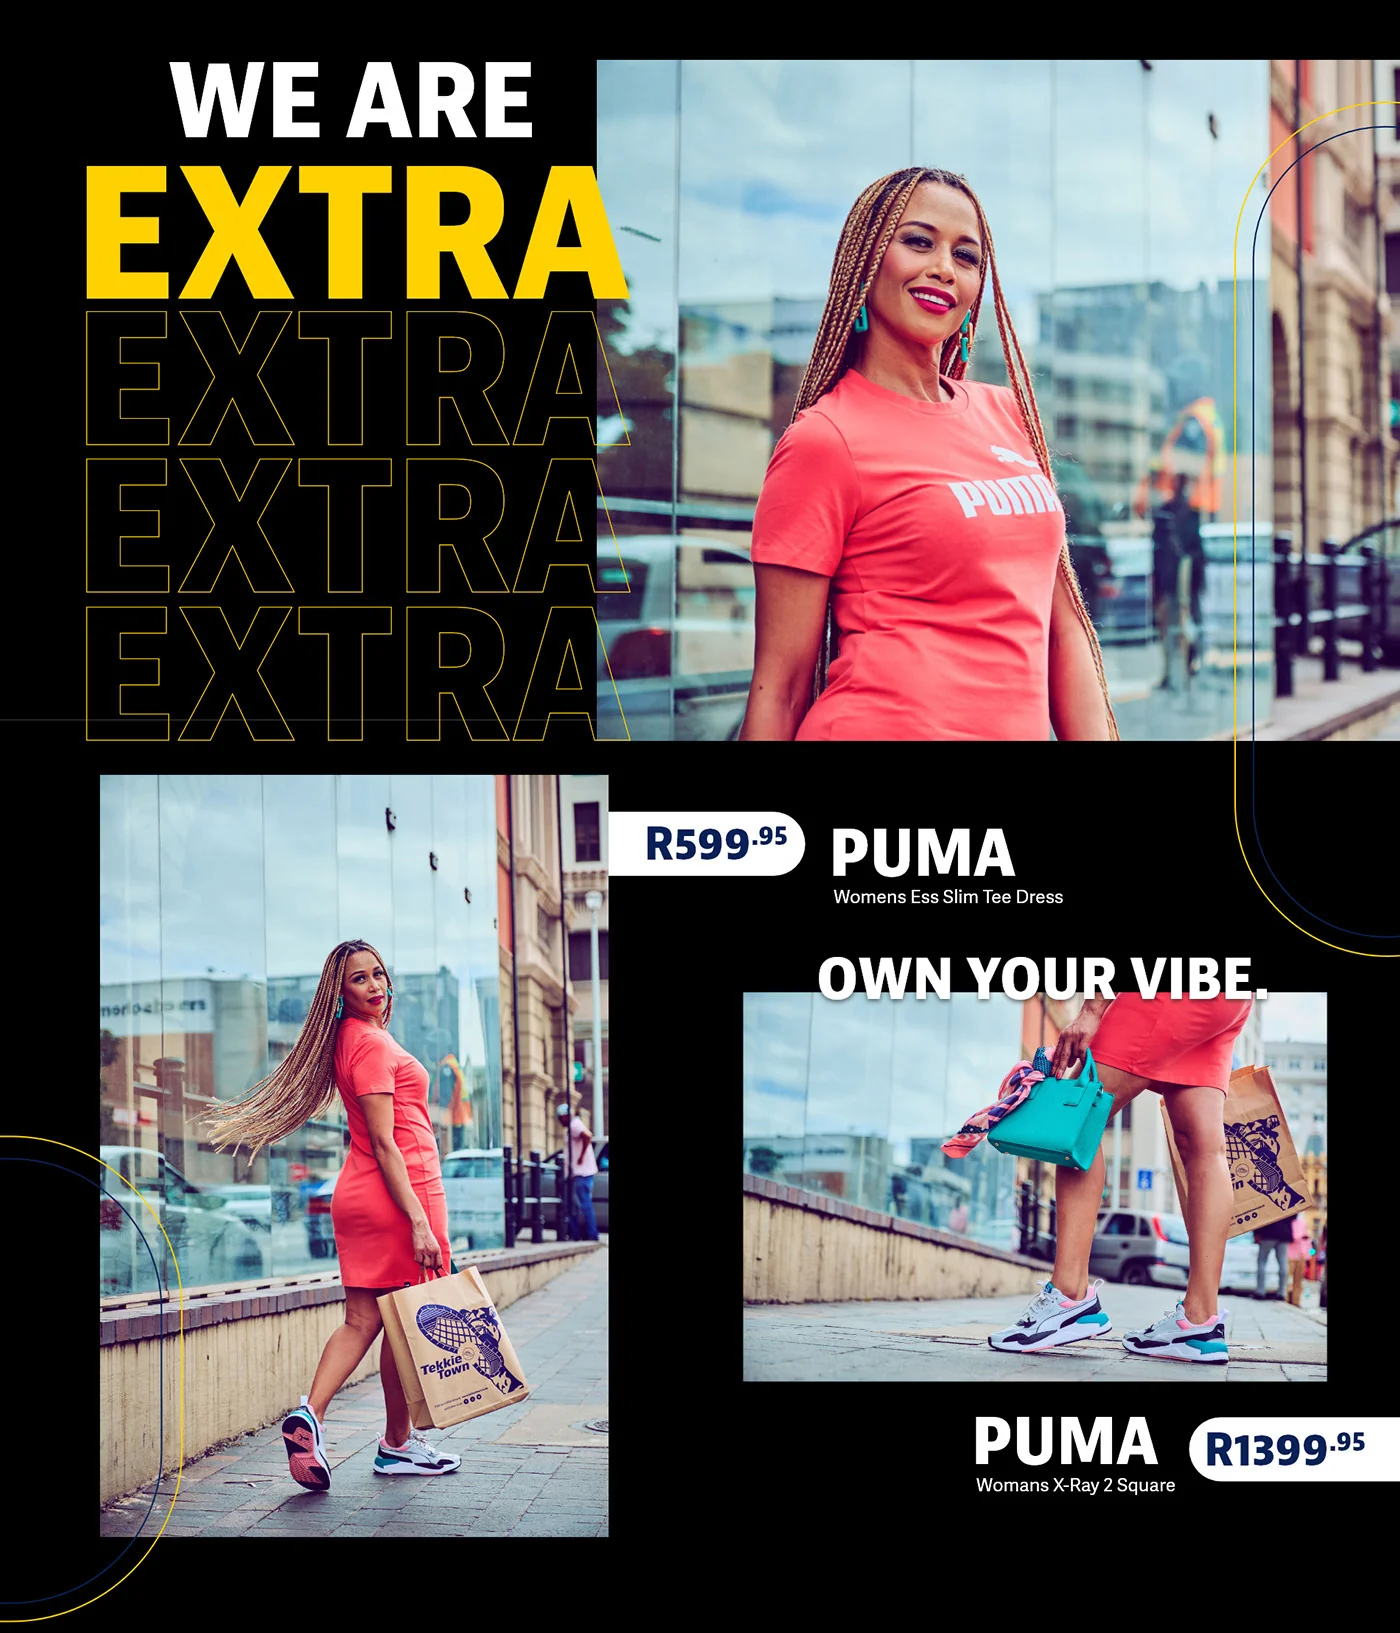 WE ARE
EXTRA
EXTRA
EXTRA
EXTRA
PUMA
R599.95
PUMA
Womens Ess Slim Tee Dress
OWN YOUR VIBE.
Tekkie
Town
PUMA
Womans X-Ray 2 Square
R1399.95